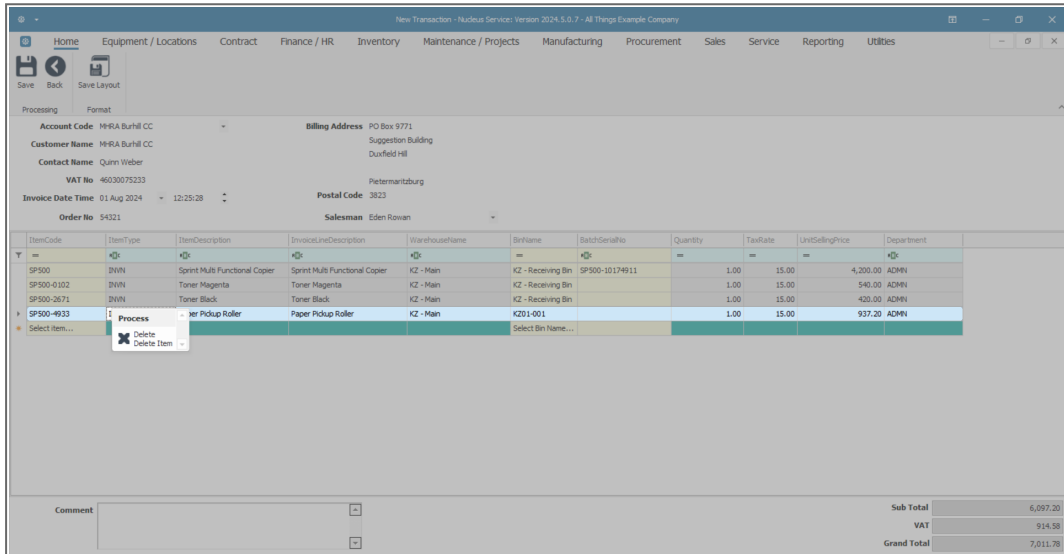 New Transaction - Nucleus Service: Version 2024.5.0.7 - All Things Example Company
Home Equipment / Locations Contract Finance / HR Inventory Maintenance / Projects Manufacturing Procurement Sales Service Reporting Utilities
Save Back Save Layout
Processing Format
Account Code MHRA Burhill CC Billing Address PO Box 9771
Suggestion Building
Customer Name MHRA Burhill CC
Duxfield Hill
Contact Name Quinn Weber
VAT No 46030075233 Pietermaritzburg
Invoice Date Time 01 Aug 2024 12:25:28 Postal Code 3823
Order No 54321 Salesman Eden Rowan
ItemCode ItemType ItemDescription InvoiceLineDescription WarehouseName BinName BatchSerialNo Quantity TaxRate UnitSellingPrice Department
= = = = =
SP500 INVN Sprint Multi Functional Copier Sprint Multi Functional Copier KZ - Main KZ - Receiving Bin SP500-10174911 1.00 15.00 4,200.00 ADMN
SP500-0102 INVN Toner Magenta Toner Magenta KZ - Main KZ - Receiving Bin 1.00 15.00 540.00 ADMN
SP500-2671 INVN Toner Black Toner Black KZ - Main KZ - Receiving Bin 1.00 15.00 420.00 ADMN
SP500-4933 Paper Pickup Roller KZ - Main KZ01-001 1.00 15.00 937.20 ADMN
Process
Select item... Select Bin Name...
Delete
Delete Item
Comment
Sub Total 6,097.20
VAT 914.58
Grand Total 7,011.78